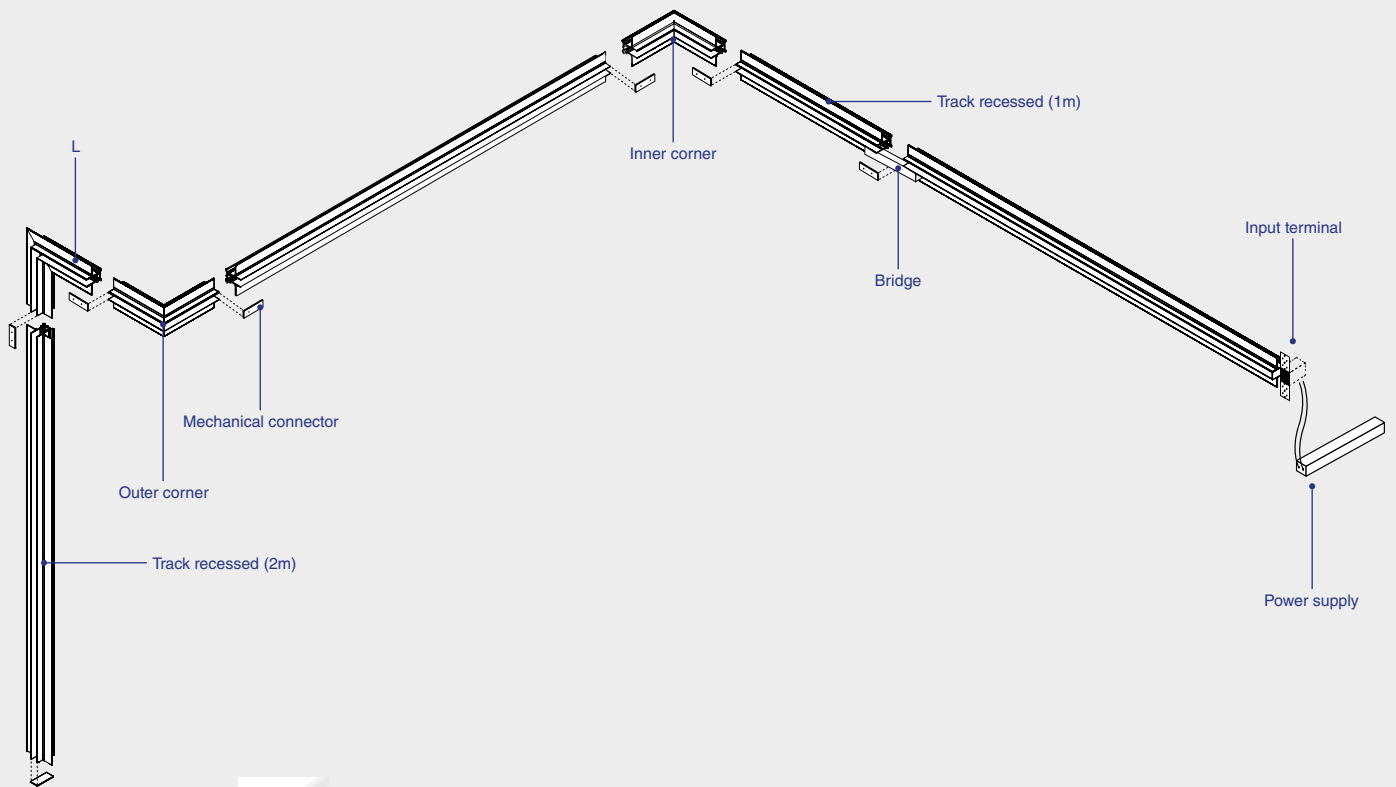 Track recessed (1m)
L
Inner corner
Input terminal
Bridge
Mechanical connector
Outer corner
Track recessed (2m)
Power supply